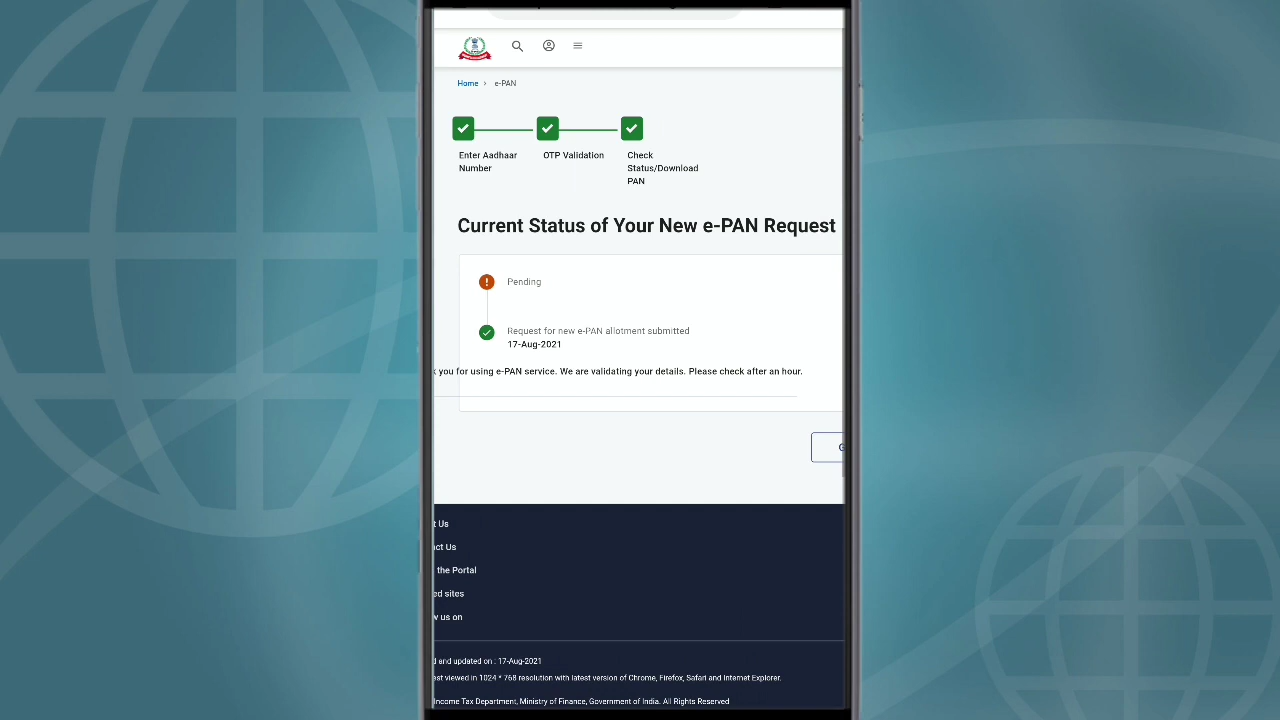 Home > e-PAN
Enter Aadhaar Number
OTP Validation
Check Status/Download PAN
Current Status of Your New e-PAN Request
Pending
Request for new e-PAN allotment submitted
17-Aug-2021
you for using e-PAN service. We are validating your details. Please check after an hour.
Us
Us
the Portal
sites
us on
and updated on : 17-Aug-2021
viewed in 1024 * 768 resolution with latest version of Chrome, Firefox, Safari and Internet Explorer.
Income Tax Department, Ministry of Finance, Government of India. All Rights Reserved